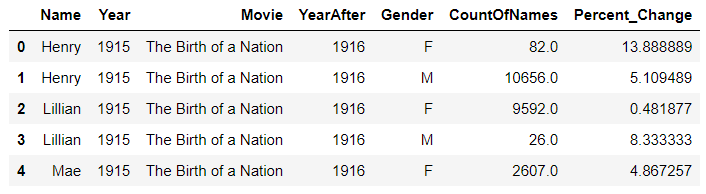 Name Year Movie YearAfter Gender CountOfNames Percent_Change
0 Henry 1915 The Birth of a Nation 1916 F 82.0 13.888889
1 Henry 1915 The Birth of a Nation 1916 M 10656.0 5.109489
2 Lillian 1915 The Birth of a Nation 1916 F 9592.0 0.481877
3 Lillian 1915 The Birth of a Nation 1916 M 26.0 8.333333
4 Mae 1915 The Birth of a Nation 1916 F 2607.0 4.867257